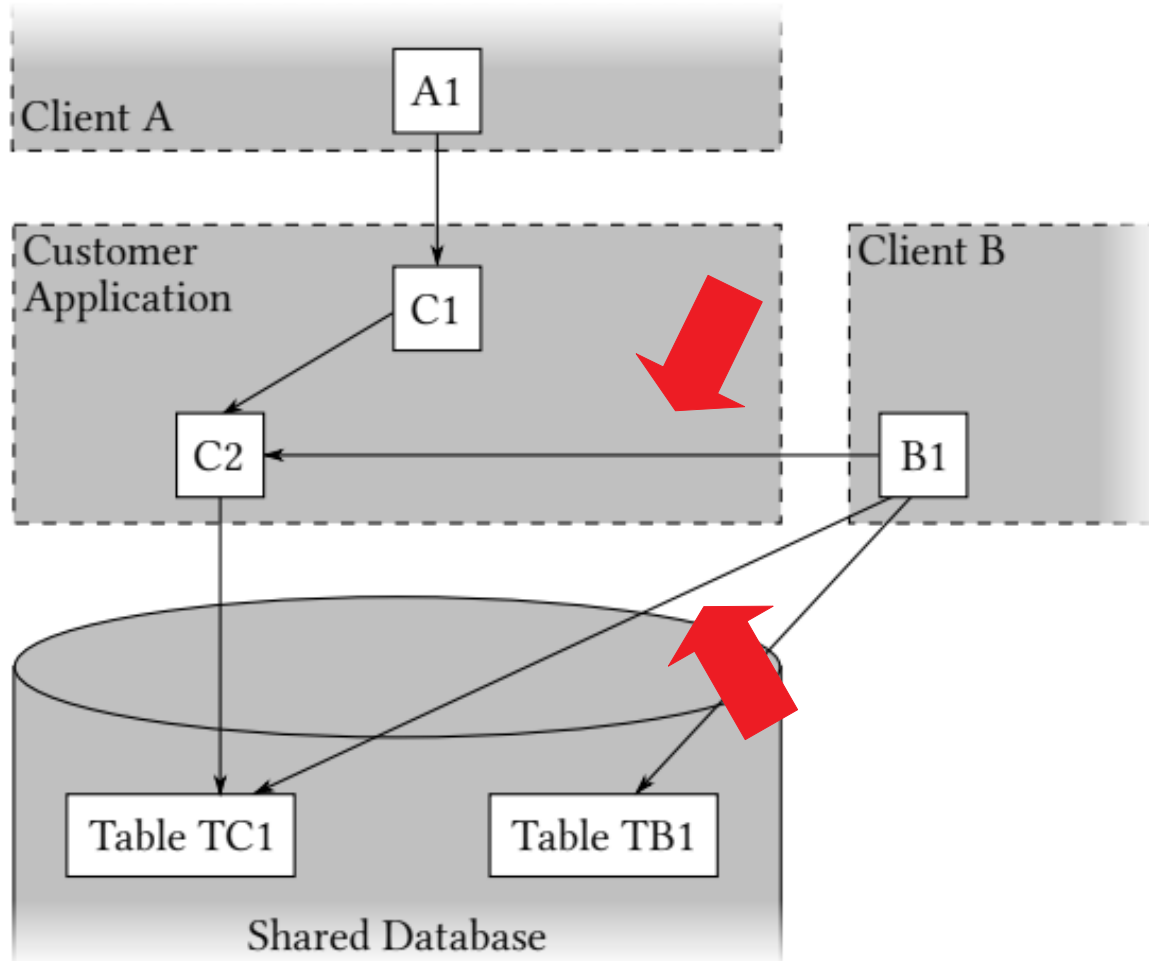 A1
Client A
Customer
Application
Client B
C1
C2
B1
Table TC1
Table TB1
Shared Database